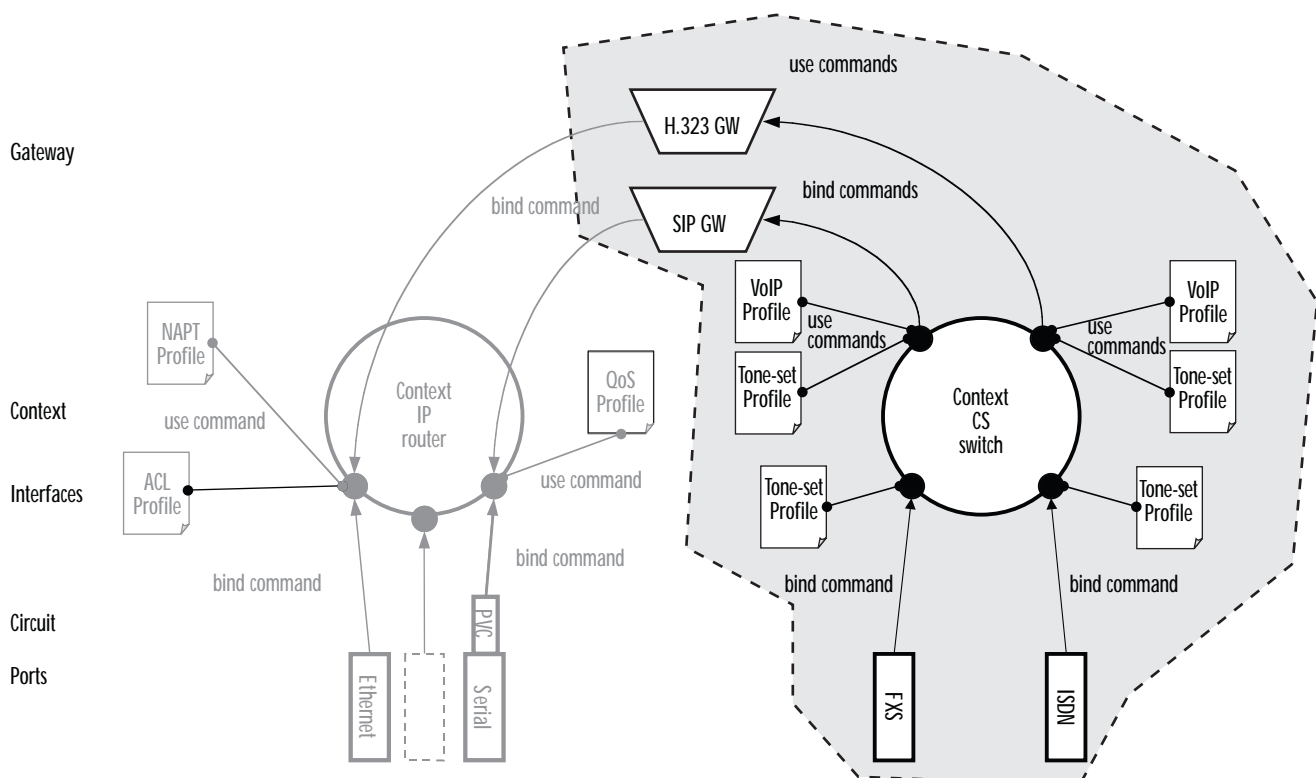 use commands
H.323 GW
Gateway
bind commands
bind command
SIP GW
VoIP
Profile
VoIP
Profile
NAPT
Profile
use
commands
use
commands
QoS
Profile
Tone-set
Profile
Tone-set
Profile
Context
IP
router
Context
CS
switch
Context
use command
ACL
Profile
Interfaces
use command
Tone-set
Profile
Tone-set
Profile
bind command
bind command
bind command
bind command
Circuit
PVC
Ports
Ethernet
Serial
FXS
ISDN